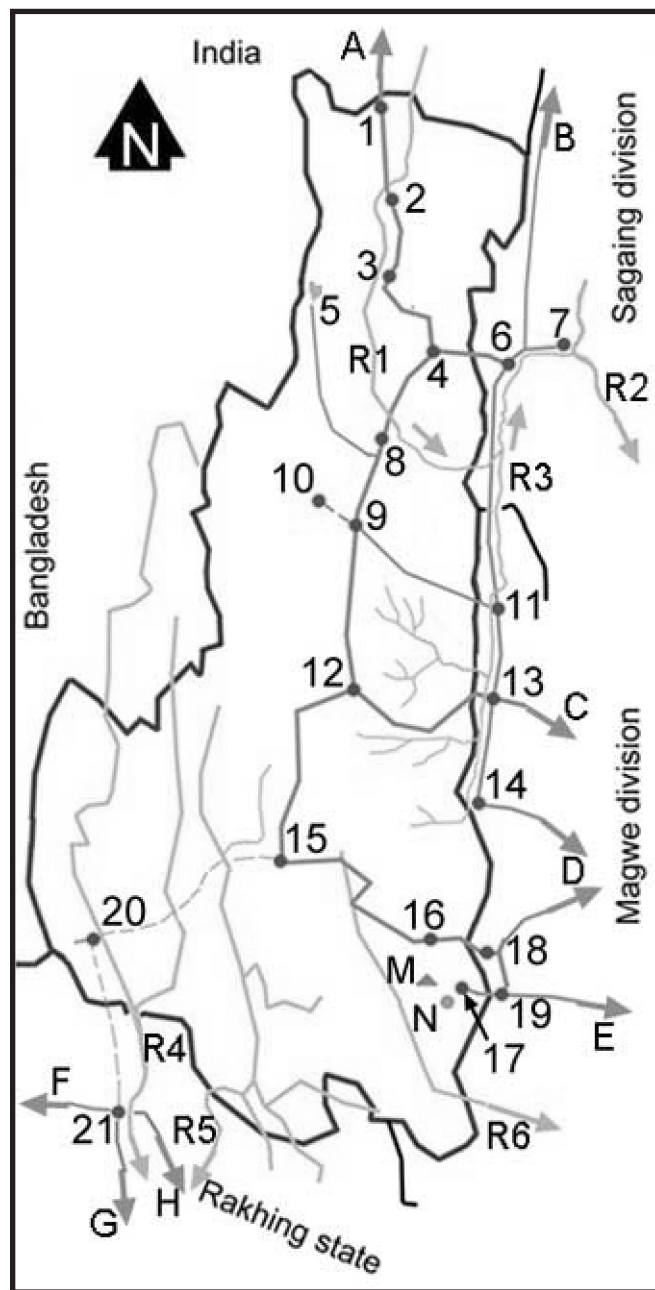 India
A
N
1
B
Sagaing division
2
3
5
7
6
R1
4
R2
8
10
R3
9
Bangladesh
11
12
13
C
Magwe division
14
15
D
20
16
18
M
N
19
17
E
R4
F
21
R5
R6
G
H
Rakhing state